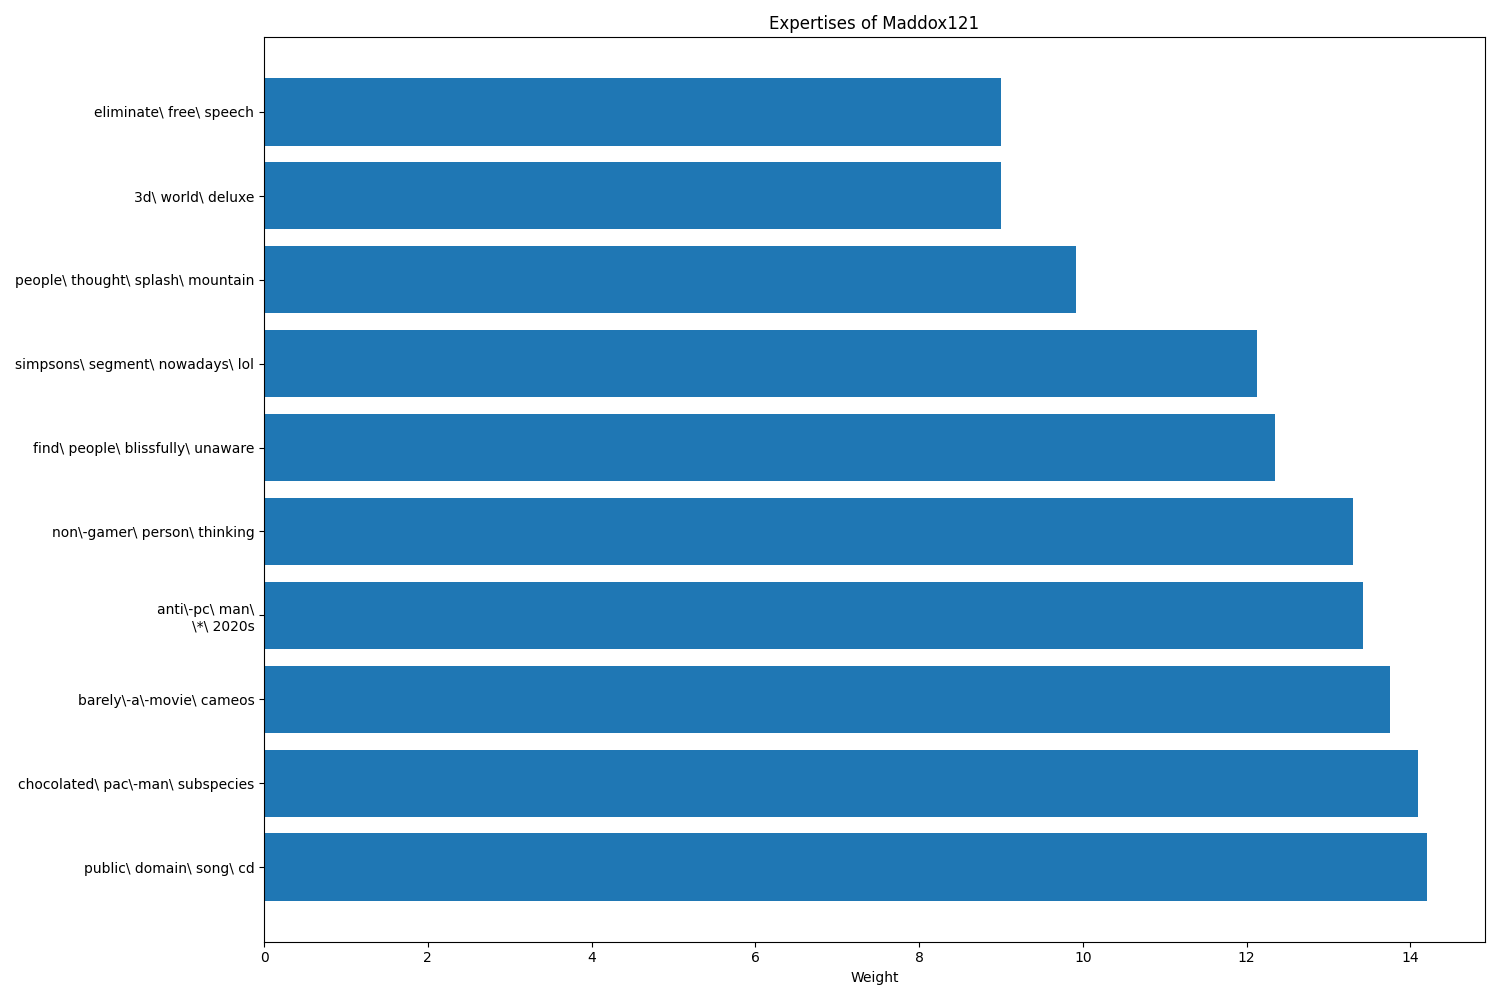 Expertises of Maddox121
eliminate\ free\ speech
3d\ world\ deluxe
people\ thought\ splash\ mountain
simpsons\ segment\ nowadays\ lol
find\ people\ blissfully\ unaware
non\-gamer\ person\ thinking
anti\-pc\ man\
\*\ 2020s
barely\-a\-movie\ cameos
chocolated\ pac\-man\ subspecies
public\ domain\ song\ cd
0 2 4 6 8 10 12 14
Weight